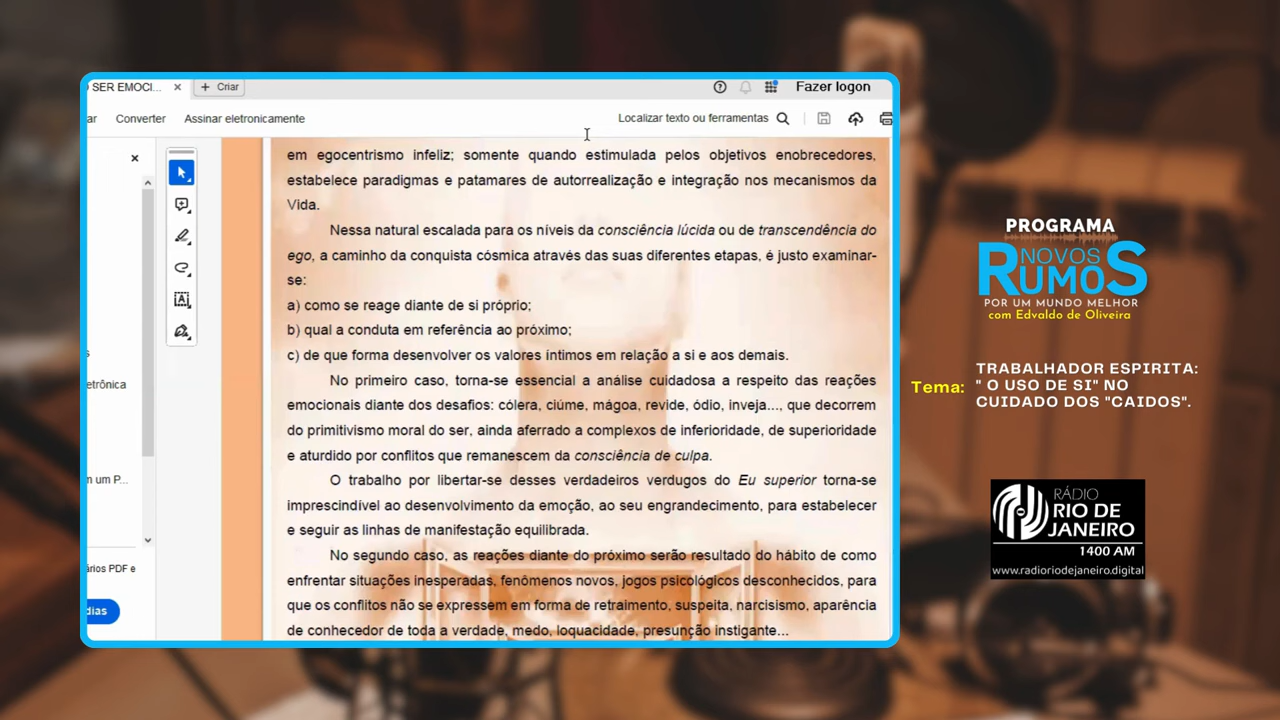 SER EMOCI...
Criar
Fazer logon
ar
Converter
Assinar eletronicamente
Localizar texto ou ferramentas
em egocentrismo infeliz; somente quando estimulada pelos objetivos enobrecedores,
estabelece paradigmas e patamares de autorrealização e integração nos mecanismos da
Vida.
Nessa natural escalada para os níveis da consciência lúcida ou de transcendência do
ego, a caminho da conquista cósmica através das suas diferentes etapas, é justo examinar-
se:
a) como se reage diante de si próprio;
b) qual a conduta em referência ao próximo;
c) de que forma desenvolver os valores íntimos em relação a si e aos demais.
No primeiro caso, torna-se essencial a análise cuidadosa a respeito das reações
emocionais diante dos desafios: cólera, ciúme, mágoa, revide, ódio, inveja..., que decorrem
do primitivismo moral do ser, ainda aferrado a complexos de inferioridade, de superioridade
e aturdido por conflitos que remanescem da consciência de culpa.
O trabalho por libertar-se desses verdadeiros verdugos do Eu superior torna-se
imprescindível ao desenvolvimento da emoção, ao seu engrandecimento, para estabelecer
e seguir as linhas de manifestação equilibrada.
No segundo caso, as reações diante do próximo serão resultado do hábito de como
enfrentar situações inesperadas, fenômenos novos, jogos psicológicos desconhecidos, para
que os conflitos não se expressem em forma de retraimento, suspeita, narcisismo, aparência
de conhecedor de toda a verdade, medo, loquacidade, presunção instigante...
s
etrônica
n um P...
ários PDF e
dias
PROGRAMA
NOVOS
RUMOS
POR UM MUNDO MELHOR
com Edvaldo de Oliveira
Tema:
TRABALHADOR ESPIRITA:
" O USO DE SI" NO
CUIDADO DOS "CAIDOS".
RÁDIO
RIO DE
JANEIRO
1400 AM
www.radioriodejaneiro.digital